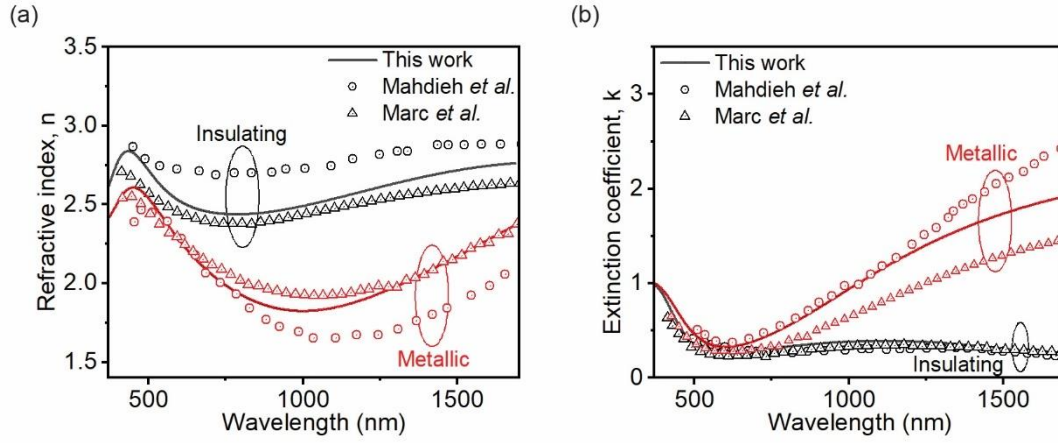 (a)
3.5
3.0
2.5
2.0
1.5
Refractive index, n
This work
Mahdieh et al.
Marc et al.
Insulating
Metallic
500
1000
1500
Wavelength (nm)
(b)
3
2
1
0
Extinction coefficient, k
This work
Mahdieh et al.
Marc et al.
Metallic
Insulating
500
1000
1500
Wavelength (nm)